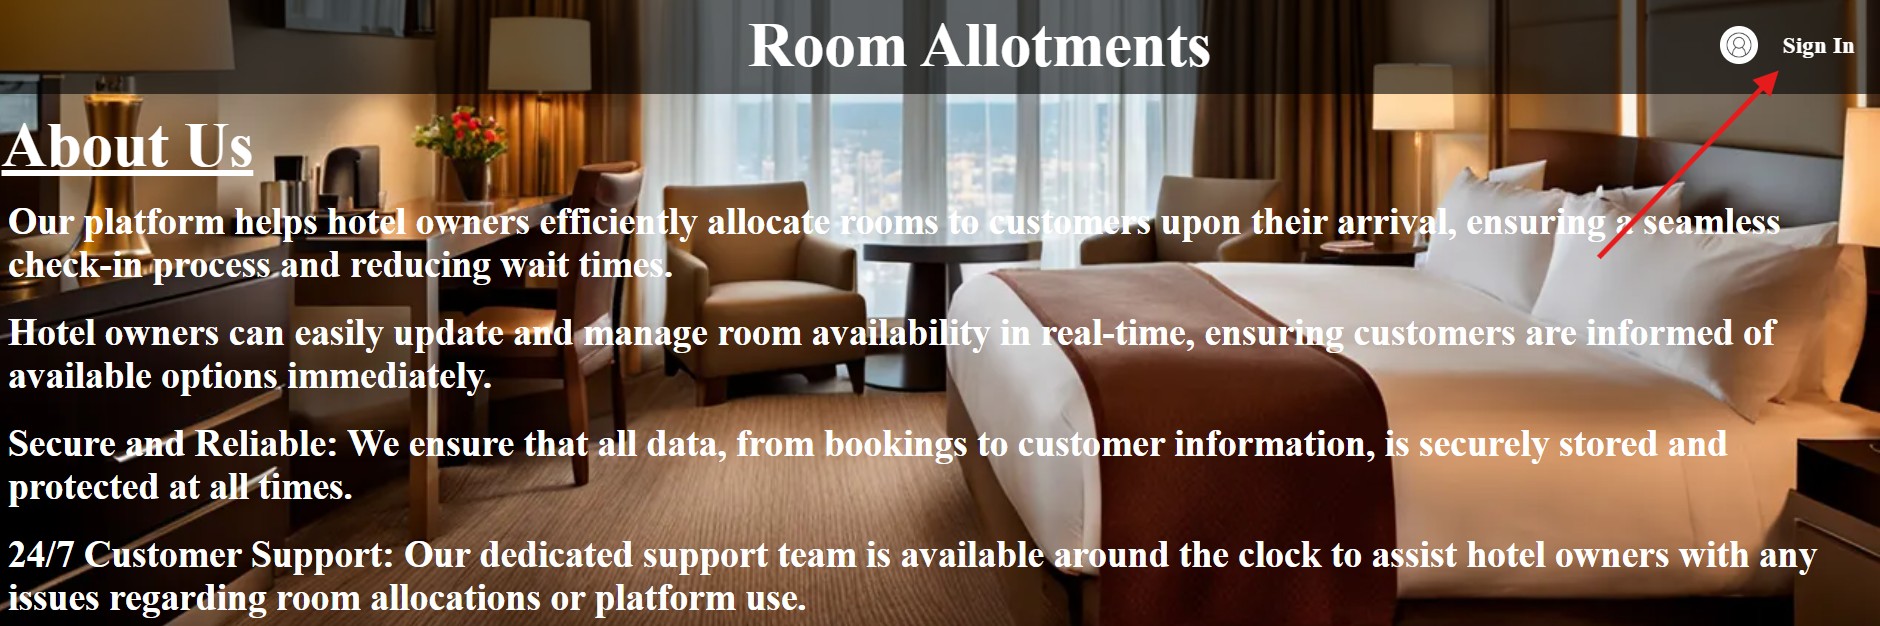 Room Allotments
Sign In
About Us
Our platform helps hotel owners efficiently allocate rooms to customers upon their arrival, ensuring a seamless
check-in process and reducing wait times.
Hotel owners can easily update and manage room availability in real-time, ensuring customers are informed of
available options immediately.
Secure and Reliable: We ensure that all data, from bookings to customer information, is securely stored and
protected at all times.
24/7 Customer Support: Our dedicated support team is available around the clock to assist hotel owners with any
issues regarding room allocations or platform use.